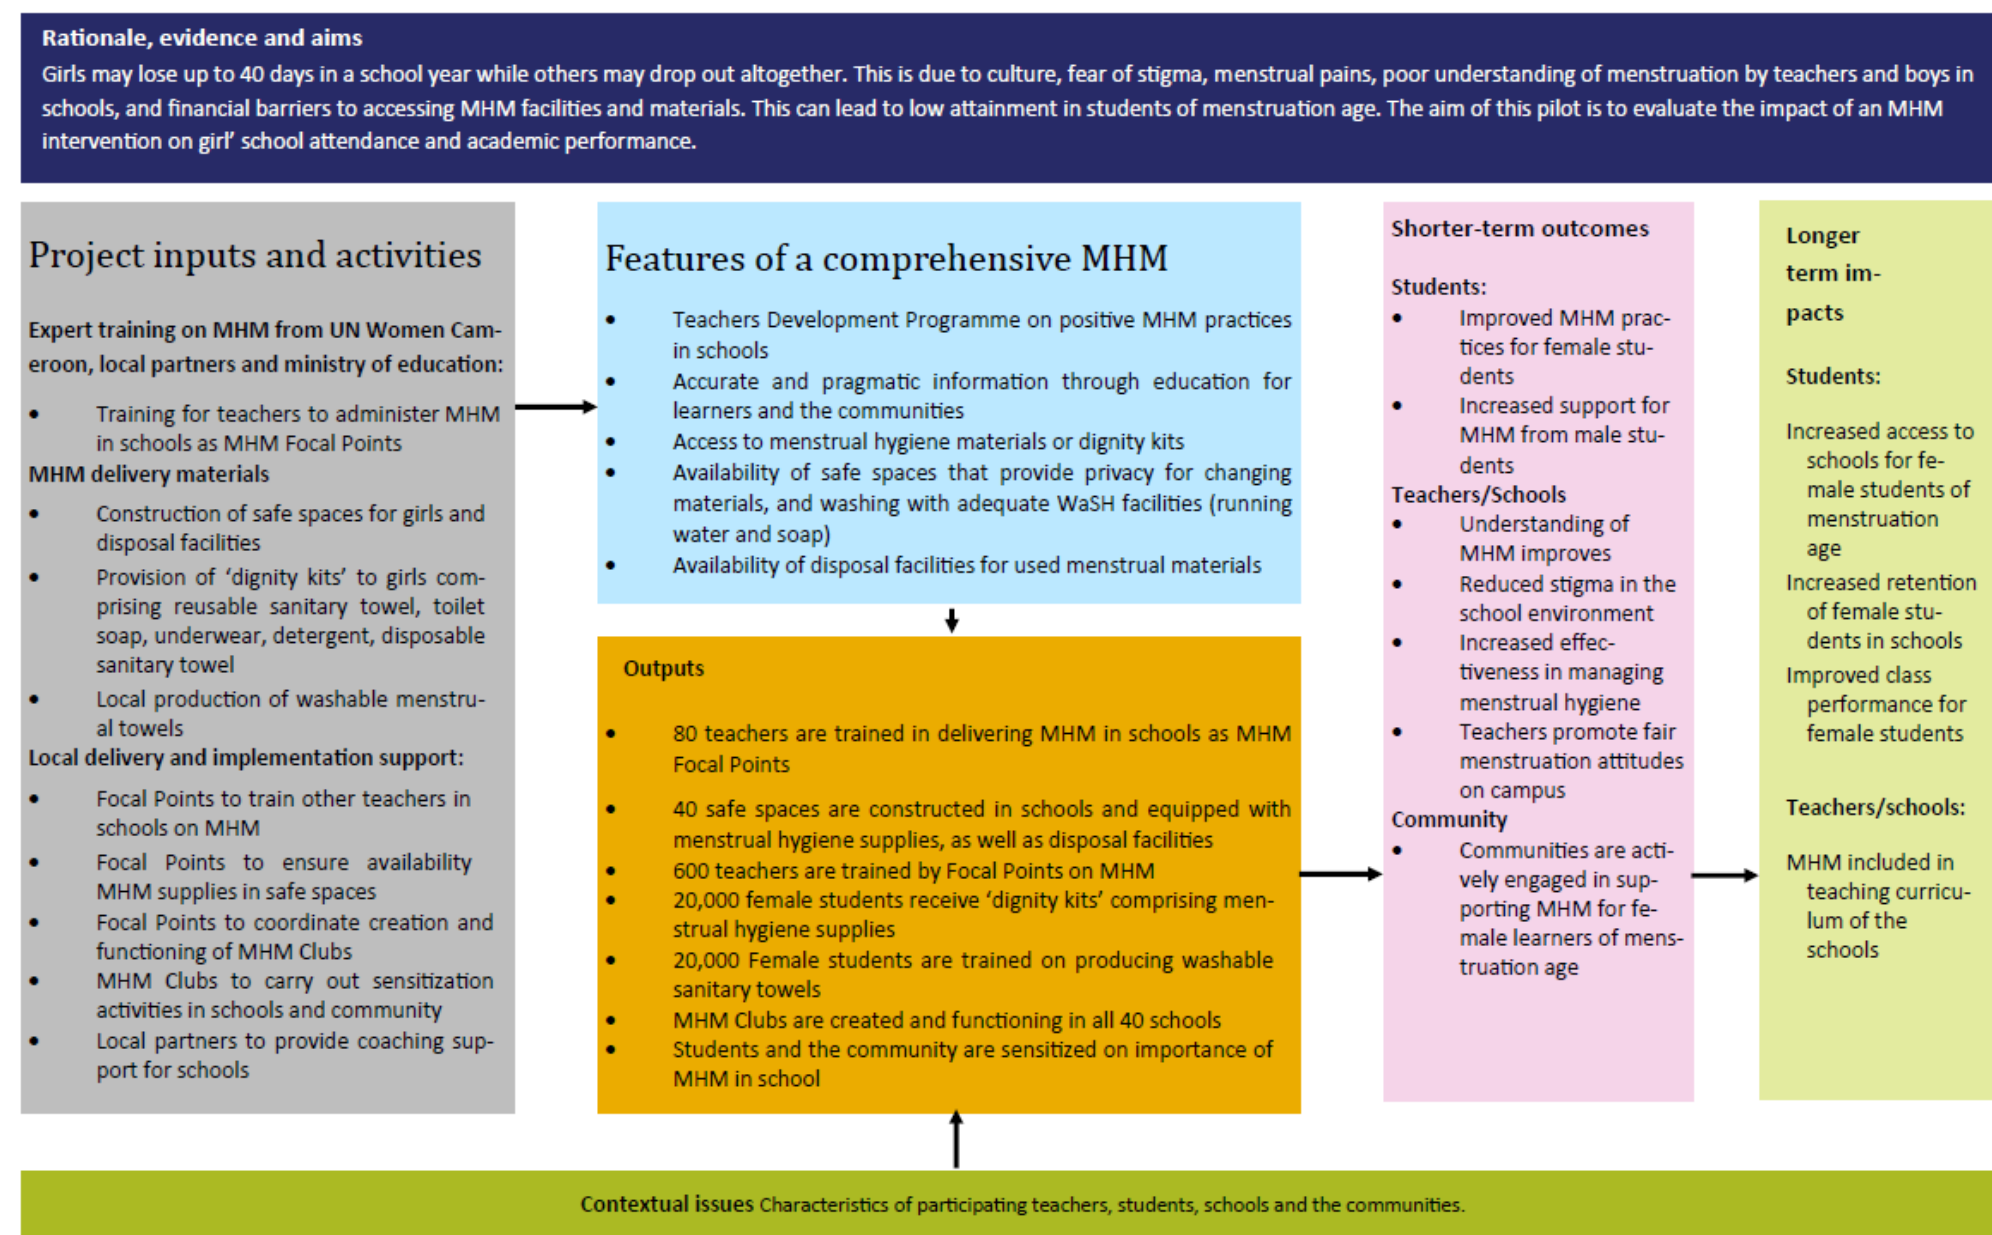 Rationale, evidence and aims
Girls may lose up to 40 days in a school year while others may drop out altogether. This is due to culture, fear of stigma, menstrual pains, poor understanding of menstruation by teachers and boys in
schools, and financial barriers to accessing MHM facilities and materials. This can lead to low attainment in students of menstruation age. The aim of this pilot is to evaluate the impact of an MHM
intervention on girl' school attendance and academic performance.
Project inputs and activities
Expert training on MHM from UN Women Cam-
eroon, local partners and ministry of education:
• Training for teachers to administer MHM
in schools as MHM Focal Points
MHM delivery materials
• Construction of safe spaces for girls and
disposal facilities
• Provision of 'dignity kits' to girls com-
prising reusable sanitary towel, toilet
soap, underwear, detergent, disposable
sanitary towel
• Local production of washable menstru-
al towels
Local delivery and implementation support:
• Focal Points to train other teachers in
schools on MHM
• Focal Points to ensure availability
MHM supplies in safe spaces
• Focal Points to coordinate creation and
functioning of MHM Clubs
• MHM Clubs to carry out sensitization
activities in schools and community
• Local partners to provide coaching sup-
port for schools
Features of a comprehensive MHM
• Teachers Development Programme on positive MHM practices
in schools
• Accurate and pragmatic information through education for
learners and the communities
• Access to menstrual hygiene materials or dignity kits
• Availability of safe spaces that provide privacy for changing
materials, and washing with adequate WaSH facilities (running
water and soap)
• Availability of disposal facilities for used menstrual materials
Outputs
• 80 teachers are trained in delivering MHM in schools as MHM
Focal Points
• 40 safe spaces are constructed in schools and equipped with
menstrual hygiene supplies, as well as disposal facilities
• 600 teachers are trained by Focal Points on MHM
• 20,000 female students receive 'dignity kits' comprising men-
strual hygiene supplies
• 20,000 Female students are trained on producing washable
sanitary towels
• MHM Clubs are created and functioning in all 40 schools
• Students and the community are sensitized on importance of
MHM in school
Shorter-term outcomes
Students:
• Improved MHM prac-
tices for female stu-
dents
• Increased support for
MHM from male stu-
dents
Teachers/Schools
• Understanding of
MHM improves
• Reduced stigma in the
school environment
• Increased effec-
tiveness in managing
menstrual hygiene
• Teachers promote fair
menstruation attitudes
on campus
Community
• Communities are acti-
vely engaged in sup-
porting MHM for fe-
male learners of mens-
truation age
Longer
term im-
pacts
Students:
Increased access to
schools for fe-
male students of
menstruation
age
Increased retention
of female stu-
dents in schools
Improved class
performance for
female students
Teachers/schools:
MHM included in
teaching curricu-
lum of the
schools
Contextual issues Characteristics of participating teachers, students, schools and the communities.